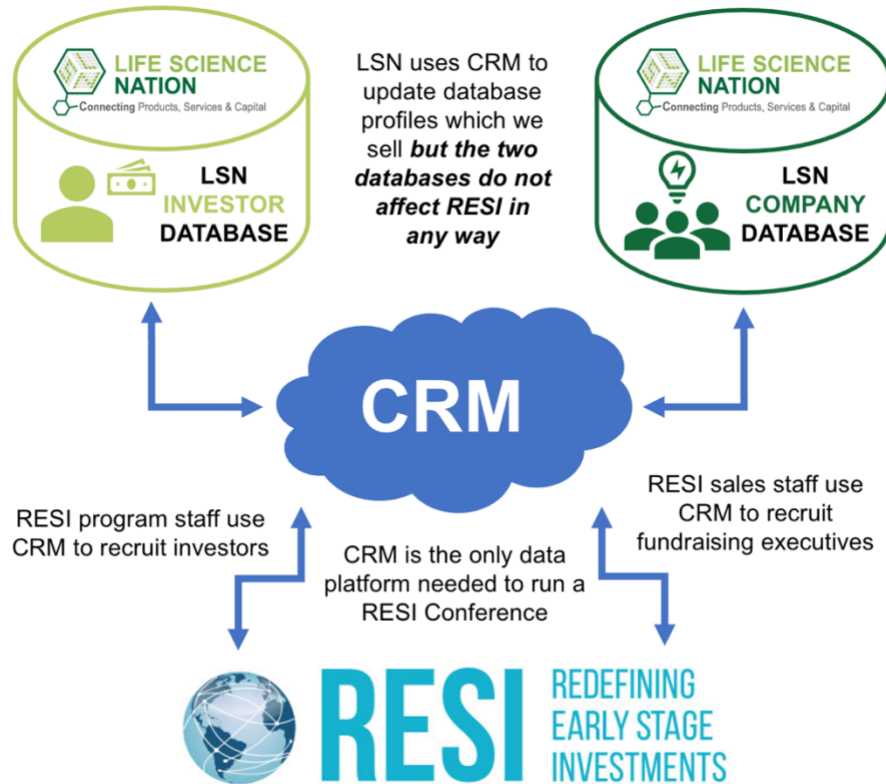 LIFE SCIENCE
NATION
Connecting Products, Services & Capital
LSN
INVESTOR
DATABASE
LSN uses CRM to
update database
profiles which we
sell but the two
databases do not
affect RESI in
any way
LIFE SCIENCE
NATION
Connecting Products, Services & Capital
LSN
COMPANY
DATABASE
CRM
RESI program staff use
CRM to recruit investors
CRM is the only data
platform needed to run a
RESI Conference
RESI sales staff use
CRM to recruit
fundraising executives
RESI
REDEFINING
EARLY STAGE
INVESTMENTS